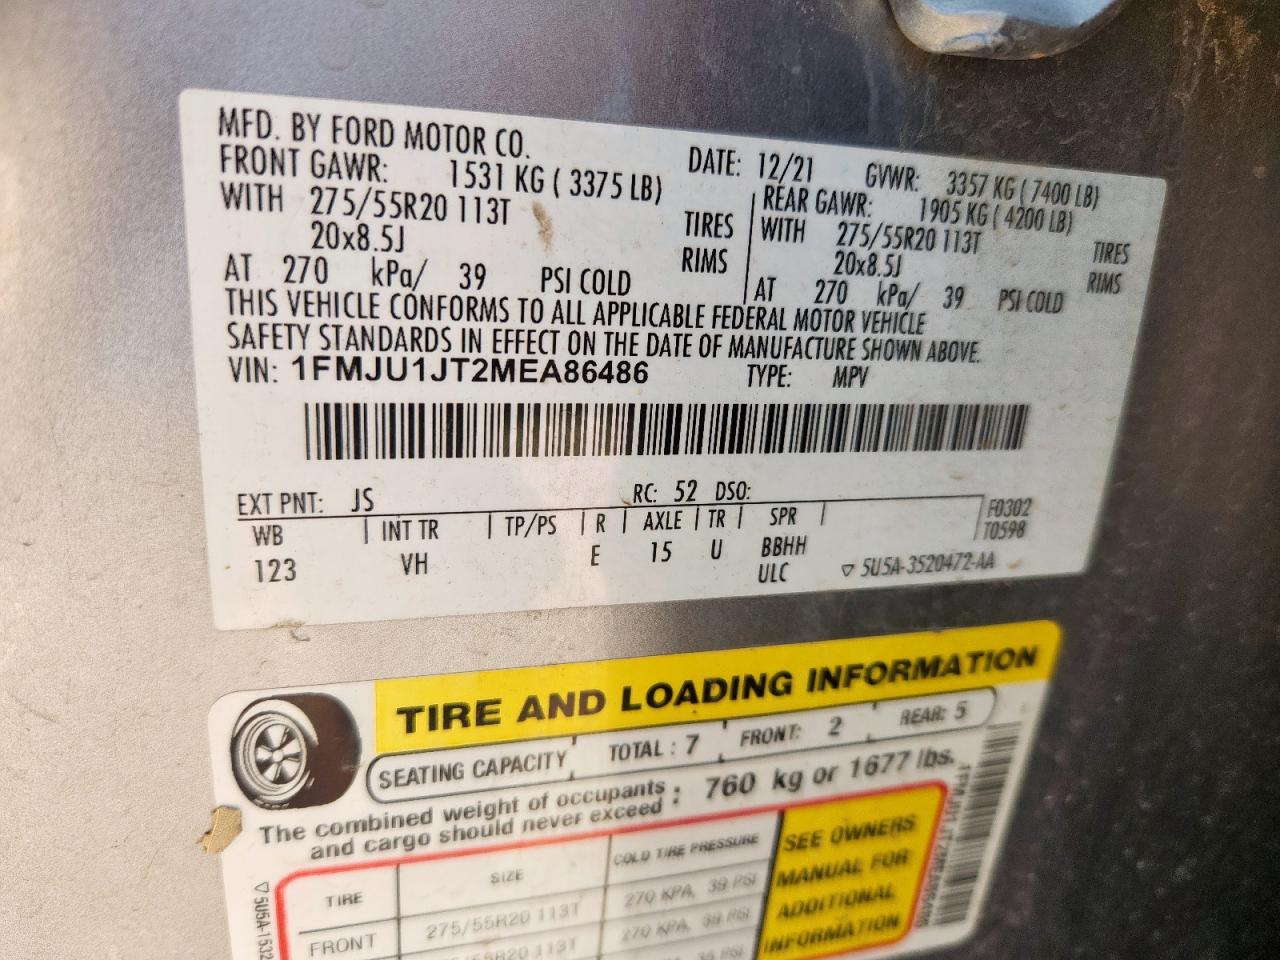 MFD. BY FORD MOTOR CO.
DATE: 12/21 GVWR: 3357 KG ( 7400 LB)
FRONT GAWR: 1531 KG ( 3375 LB) REAR GAWR: 1905 KG ( 4200 LB)
WITH 275/55R20 113T TIRES WITH 275/55R20 113T TIRES
20x8.5J RIMS 20x8.5J RIMS
AT 270 kPa/ 39 PSI COLD AT 270 kPa/ 39 PSI COLD
THIS VEHICLE CONFORMS TO ALL APPLICABLE FEDERAL MOTOR VEHICLE
SAFETY STANDARDS IN EFFECT ON THE DATE OF MANUFACTURE SHOWN ABOVE.
VIN: 1FMJU1JT2MEA86486 TYPE: MPV
EXT PNT: JS RC: 52 DSO:
WB INT TR TP/PS R AXLE TR SPR F0302
T0598
123 VH E 15 U BBHH
ULC ▽ 5U5A-3520472-AA
TIRE AND LOADING INFORMATION
SEATING CAPACITY TOTAL : 7 FRONT: 2 REAR: 5
The combined weight of occupants
and cargo should never exceed : 760 kg or 1677 lbs.
TIRE SIZE COLD TIRE PRESSURE
FRONT 275/55R20 113T 270 KPA, 39 PSI
270 KPA, 39 PSI
SEE OWNERS
MANUAL FOR
ADDITIONAL
INFORMATION